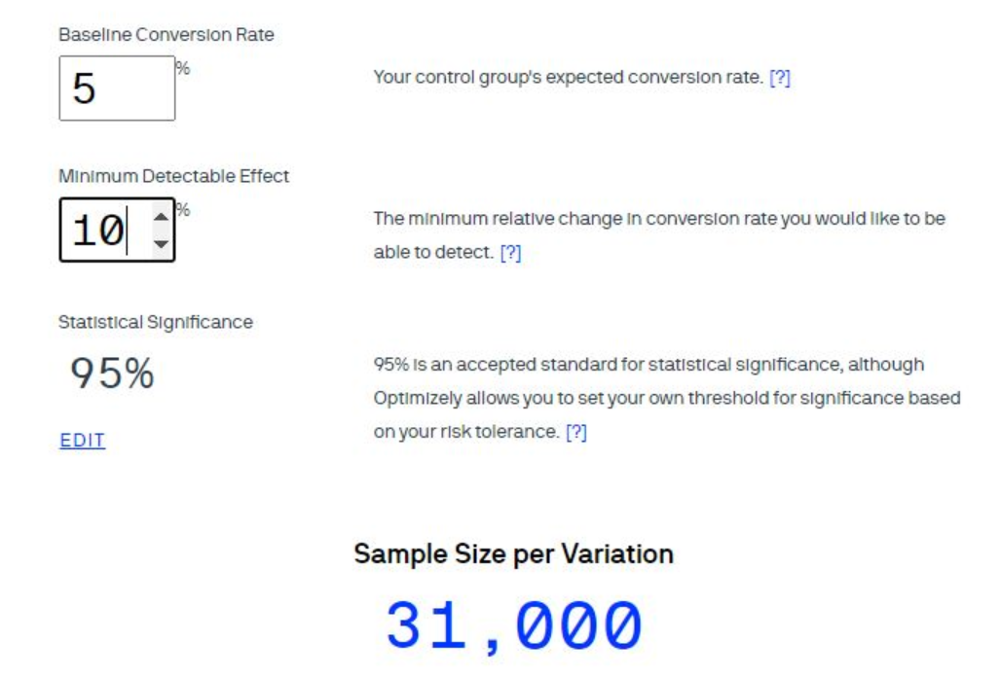 Baseline Conversion Rate
5 %
Your control group's expected conversion rate. [?]
Minimum Detectable Effect
10 %
The minimum relative change in conversion rate you would like to be
able to detect. [?]
Statistical Significance
95%
EDIT
95% is an accepted standard for statistical significance, although
Optimizely allows you to set your own threshold for significance based
on your risk tolerance. [?]
Sample Size per Variation
31,000